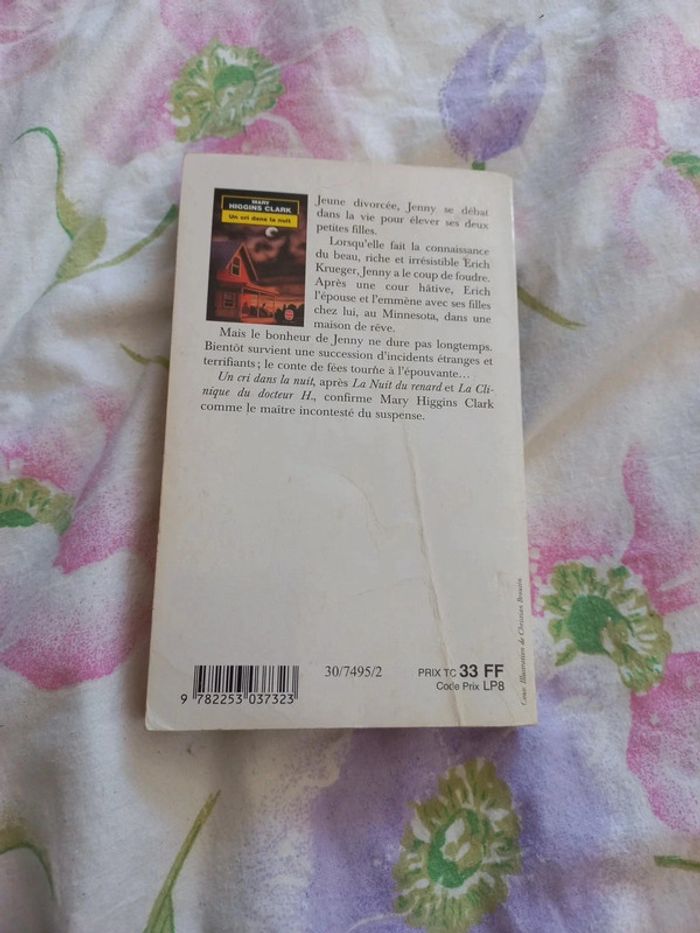 MARY
HIGGINS CLARK
Un cri dans la nuit
Jeune divorcée, Jenny se débat
dans la vie pour élever ses deux
petites filles.
Lorsqu'elle fait la connaissance
du beau, riche et irrésistible Erich
Krueger, Jenny a le coup de foudre.
Après une cour hâtive, Erich
l'épouse et l'emmène avec ses filles
chez lui, au Minnesota, dans une
maison de rêve.
Mais le bonheur de Jenny ne dure pas longtemps.
Bientôt survient une succession d'incidents étranges et
terrifiants ; le conte de fées tourne à l'épouvante...
Un cri dans la nuit, après La Nuit du renard et La Cli-
nique du docteur H., confirme Mary Higgins Clark
comme le maître incontesté du suspense.
30/7495/2
PRIX TC 33 FF
Code Prix LP8
9 782253 037323
Illustration de Christian